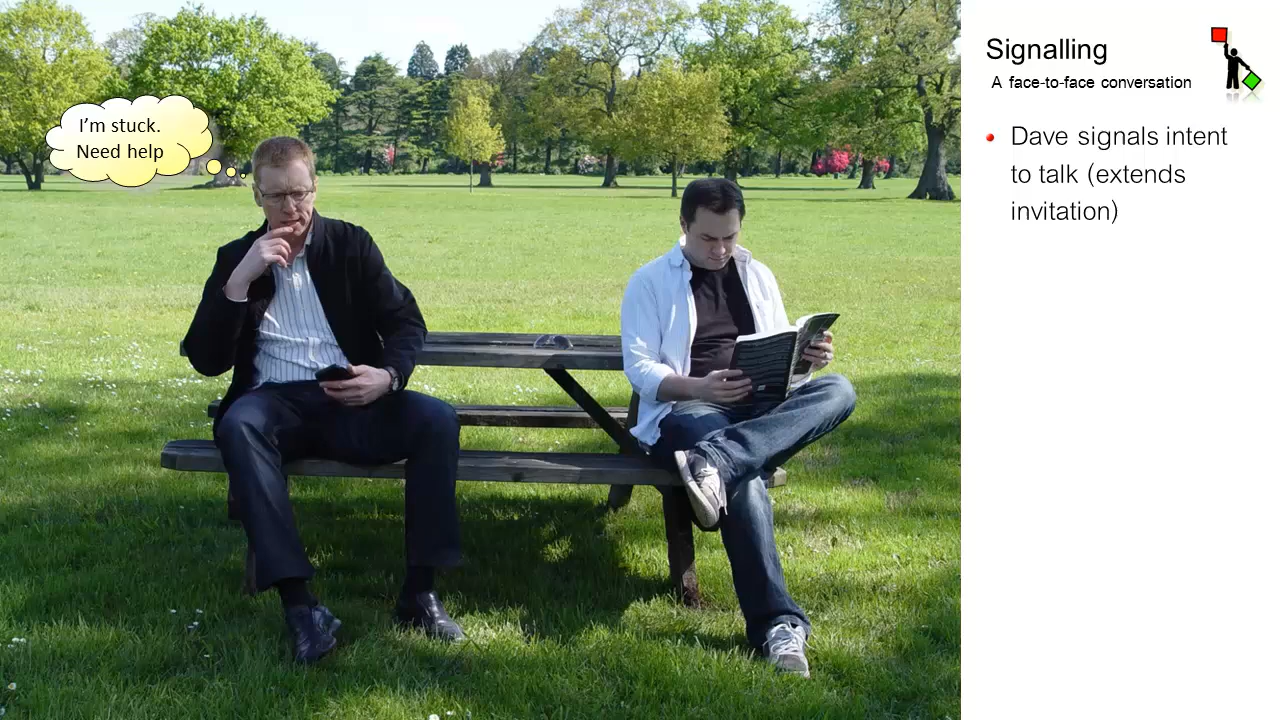 I'm stuck.
Need help
Signalling
A face-to-face conversation
Dave signals intent
to talk (extends
invitation)